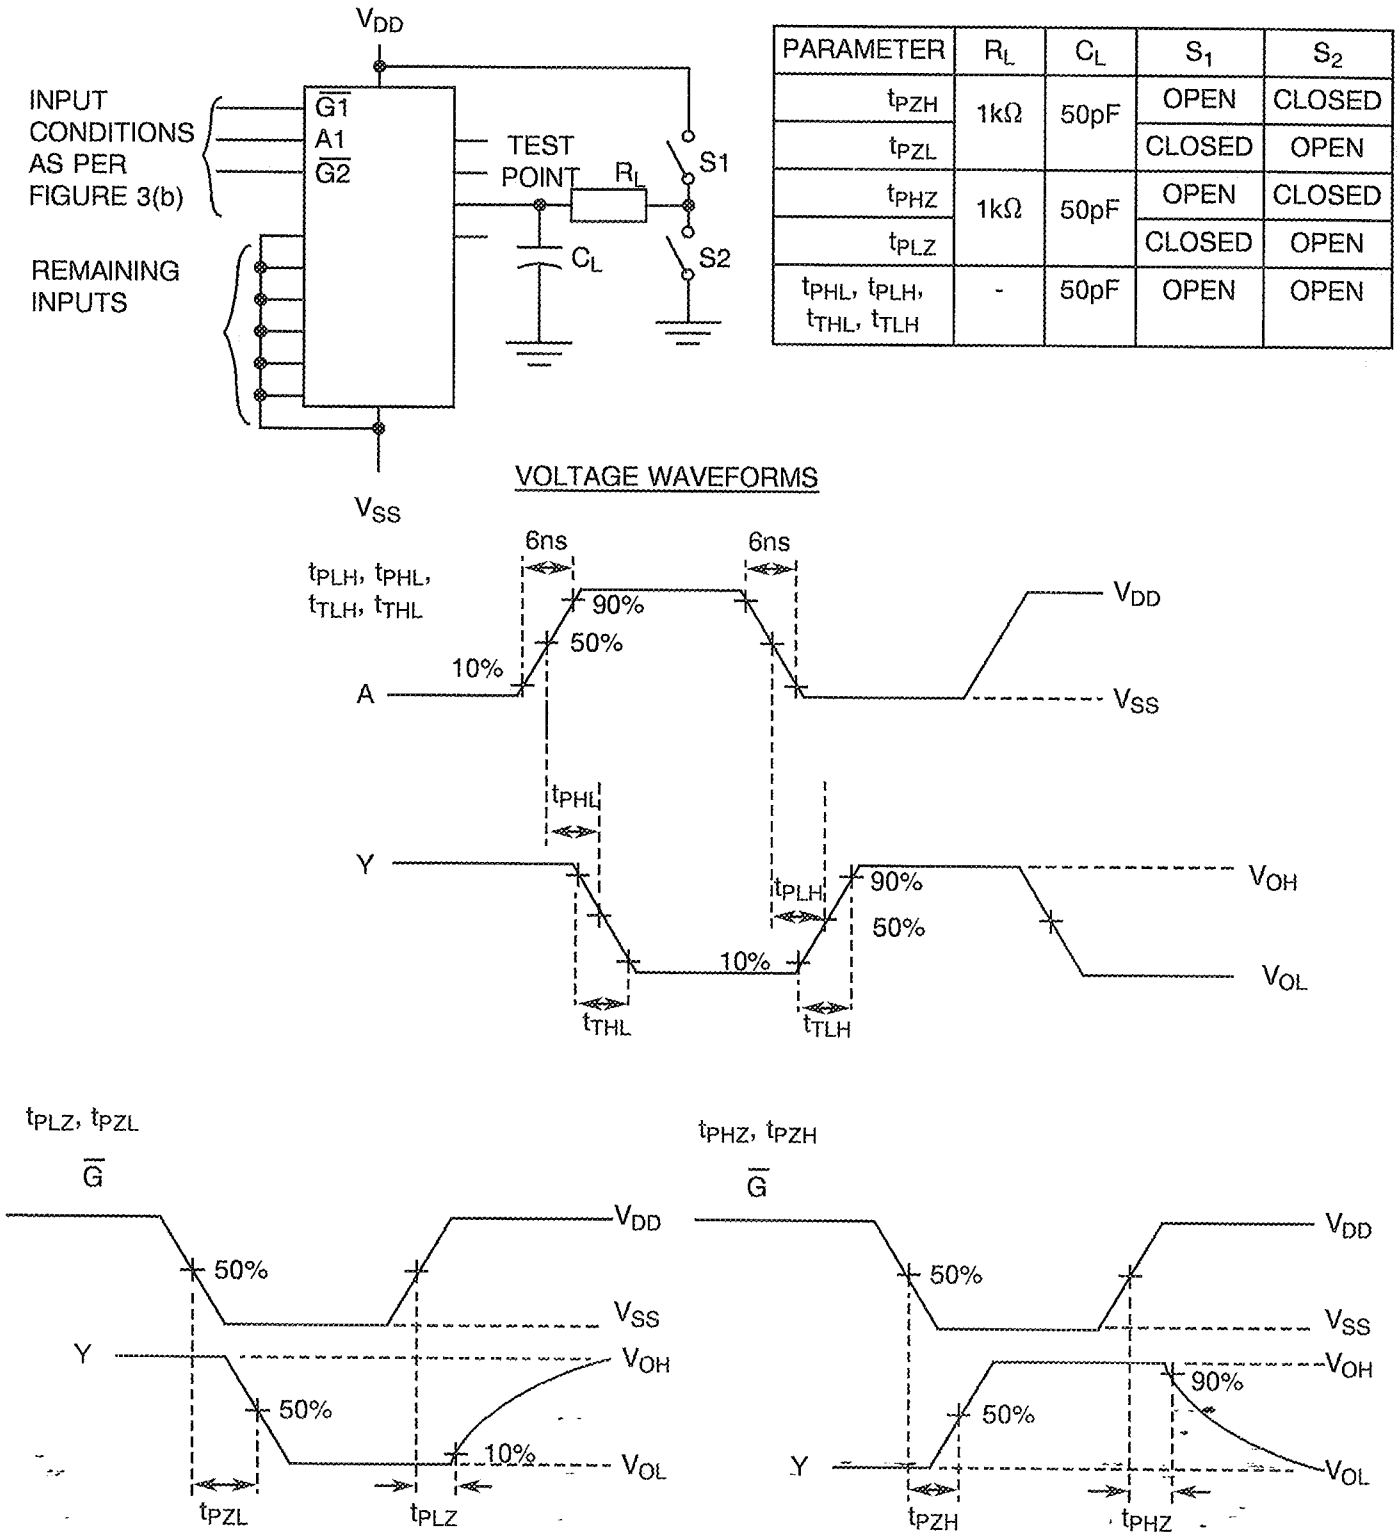 VDD
INPUT
CONDITIONS
AS PER
FIGURE 3(b)
G1
A1
G2
TEST
POINT
RL
S1
S2
CL
REMAINING
INPUTS
VSS
PARAMETER RL CL S1 S2
tPZH 1kΩ 50pF OPEN CLOSED
tPZL CLOSED OPEN
tPHZ 1kΩ 50pF OPEN CLOSED
tPLZ CLOSED OPEN
tPHL, tPLH, - 50pF OPEN OPEN
tTHL, tTLH
VOLTAGE WAVEFORMS
tPLH, tPHL,
tTLH, tTHL
6ns 6ns
90%
50%
10%
A
VDD
VSS
tPHL
Y
tPLH
90%
50%
10%
VOH
VOL
tTHL
tTLH
tPLZ, tPZL
G
VDD
50%
VSS
Y
VOH
50%
10%
VOL
tPZL
tPLZ
tPHZ, tPZH
G
VDD
50%
VSS
VOH
90%
50%
Y
VOL
tPZH
tPHZ